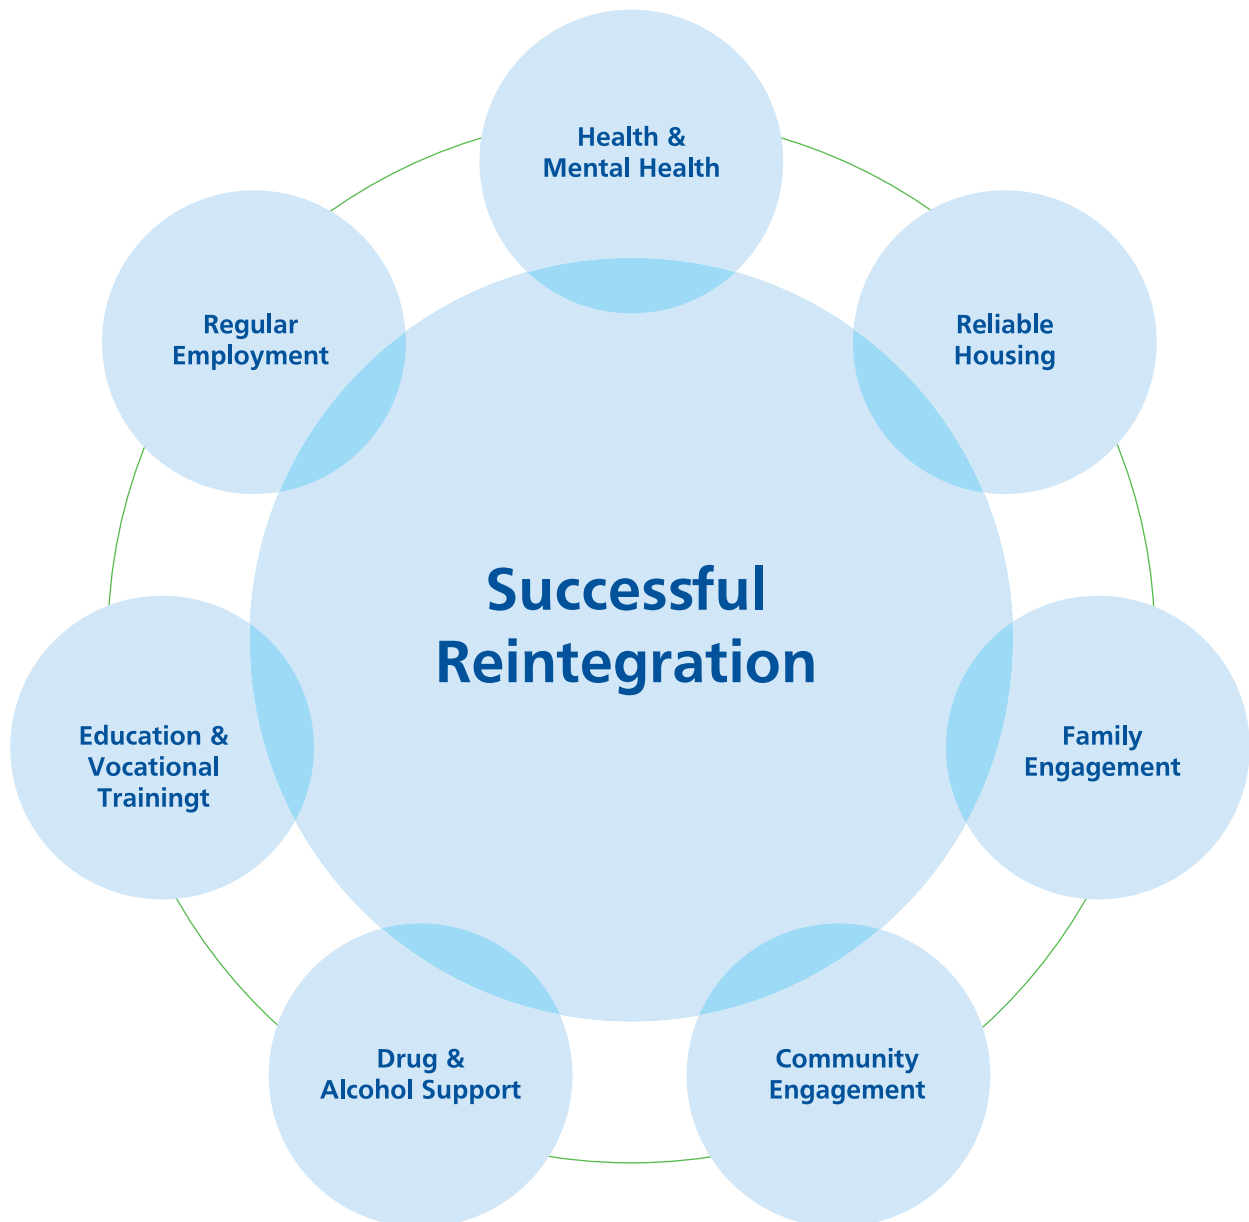 Health &
Mental Health
Regular
Employment
Reliable
Housing
Successful
Reintegration
Education &
Vocational
Trainingt
Family
Engagement
Drug &
Alcohol Support
Community
Engagement